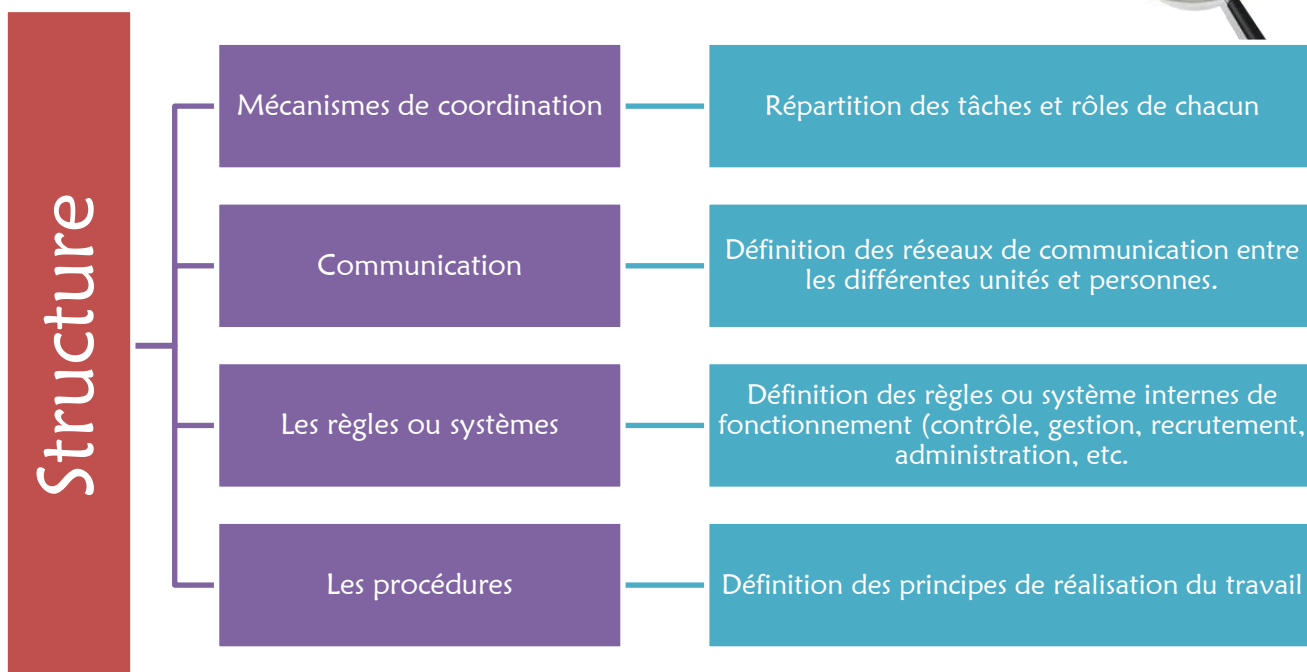 Structure
Mécanismes de coordination
Répartition des tâches et rôles de chacun
Communication
Définition des réseaux de communication entre
les différentes unités et personnes.
Les règles ou systèmes
Définition des règles ou système internes de
fonctionnement (contrôle, gestion, recrutement,
administration, etc.
Les procédures
Définition des principes de réalisation du travail